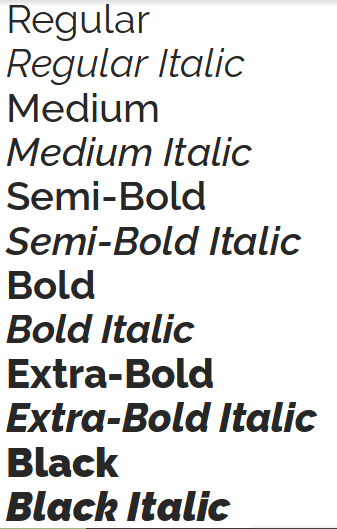 Regular
Regular Italic
Medium
Medium Italic
Semi-Bold
Semi-Bold Italic
Bold
Bold Italic
Extra-Bold
Extra-Bold Italic
Black
Black Italic